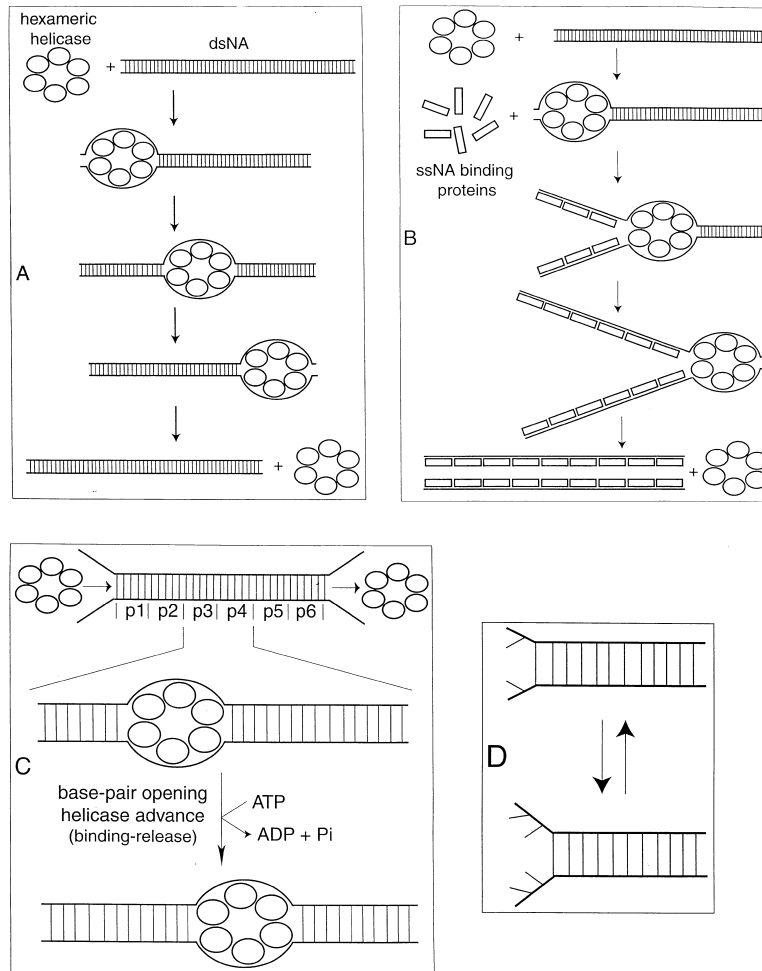 hexameric
helicase
dsNA
+
A
+
+
+
ssNA binding
proteins
B
+
|p1|p2|p3|p4|p5|p6|
C
base-pair opening
helicase advance
(binding-release)
ATP
ADP + Pi
D